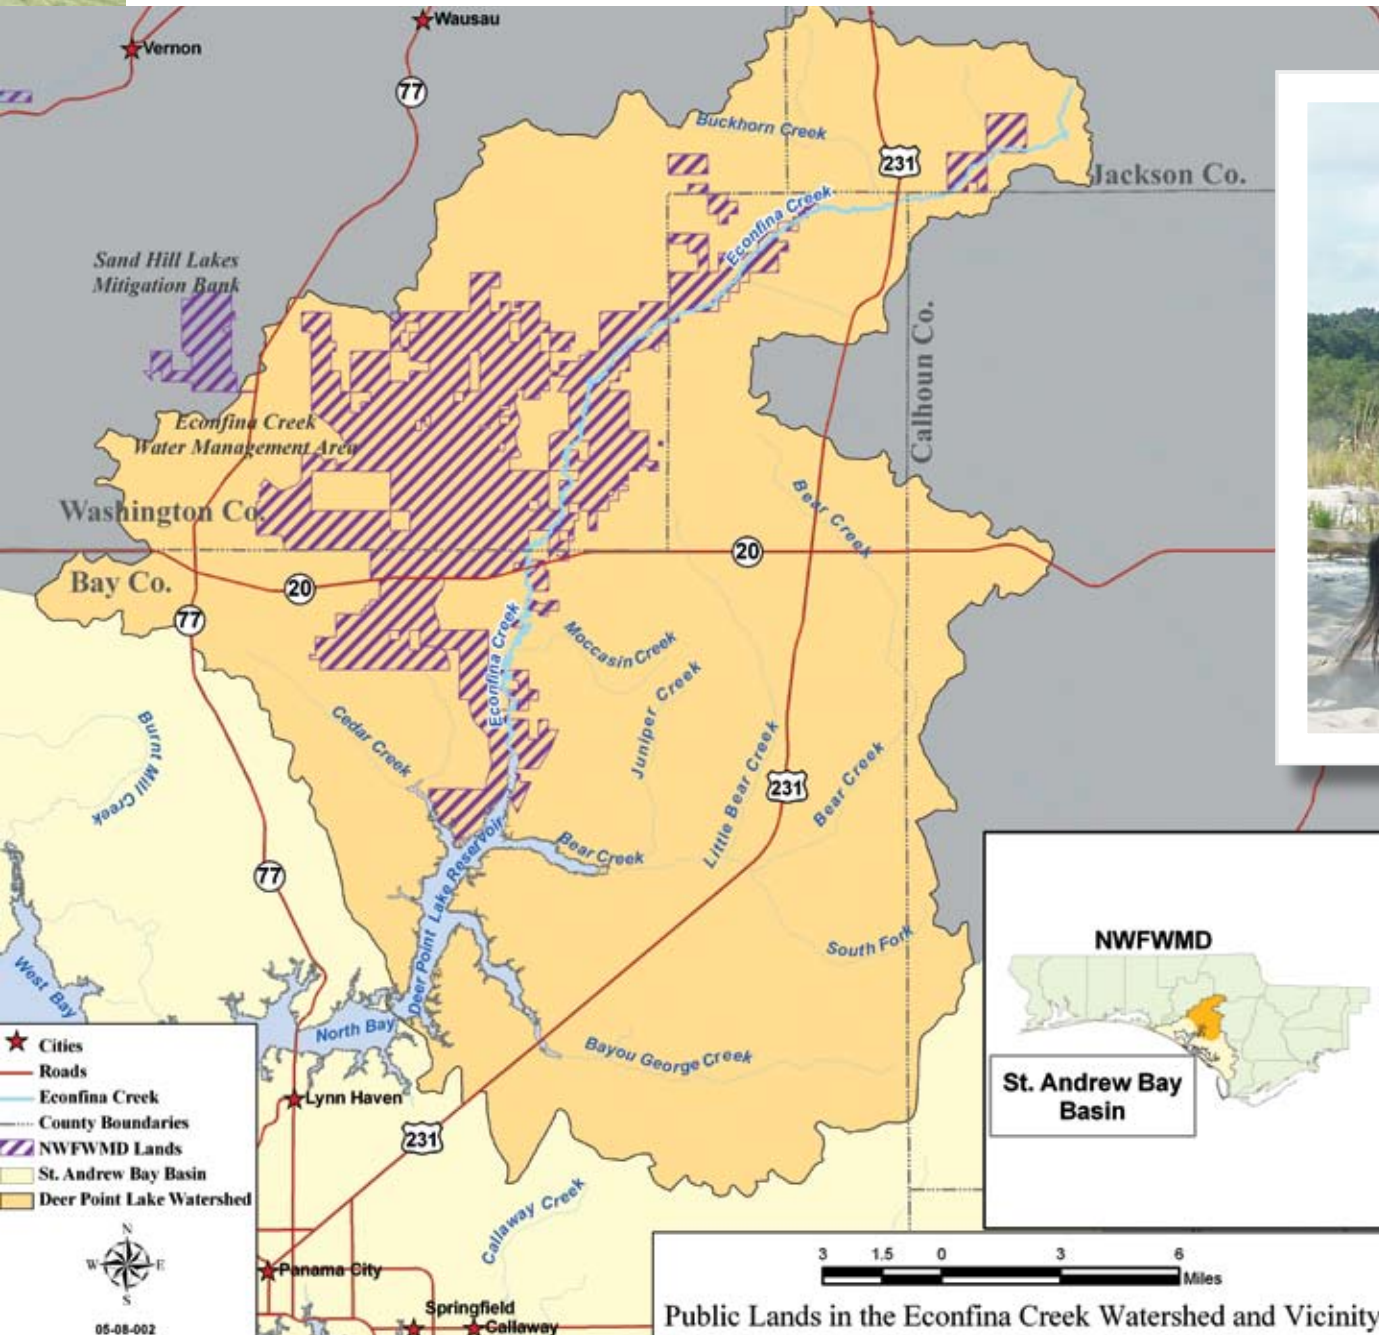 Wausau
Vernon
77
Buckhorn Creek
231
Jackson Co.
Econfina Creek
Sand Hill Lakes
Mitigation Bank
Calhoun Co.
Econfina Creek
Water Management Area
Bear Creek
Washington Co.
20
Bay Co.
20
77
Econfina Creek
Moccasin Creek
Juniper Creek
Cedar Creek
Burnt Mill Creek
Little Bear Creek
231
Bear Creek
Bear Creek
Deer Point Lake Reservoir
77
South Fork
West Bay
North Bay
Bayou George Creek
Lynn Haven
231
Callaway Creek
Panama City
Springfield
Callaway
Cities
Roads
Econfina Creek
County Boundaries
NWFWMD Lands
St. Andrew Bay Basin
Deer Point Lake Watershed
N
W E
S
05-08-002
NWFWMD
St. Andrew Bay
Basin
3 1.5 0 3 6
Miles
Public Lands in the Econfina Creek Watershed and Vicinity